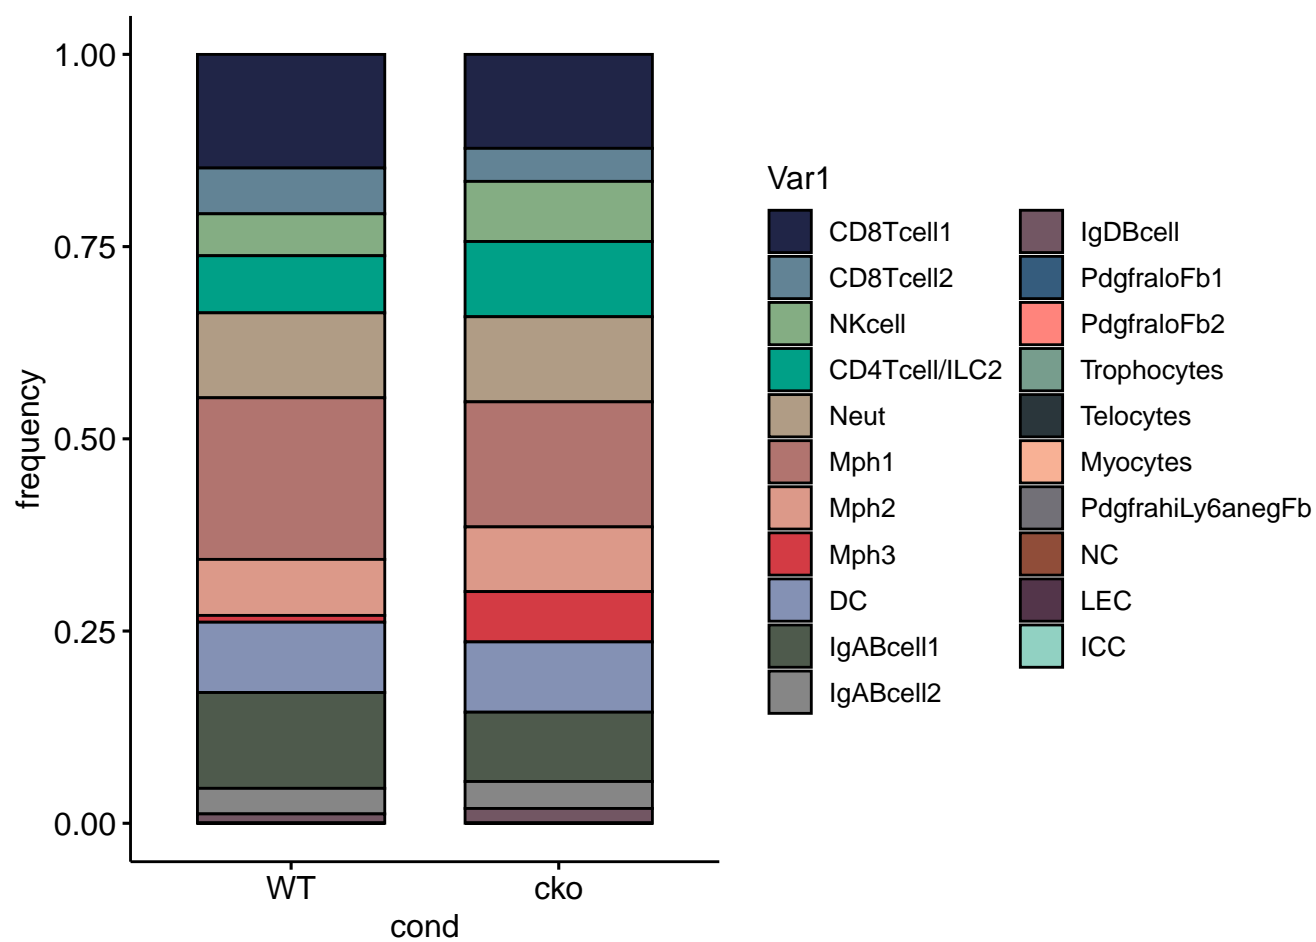 1.00
0.75
0.50
0.25
0.00
frequency
WT
cko
cond
Var1
CD8Tcell1
CD8Tcell2
NKcell
CD4Tcell/ILC2
Neut
Mph1
Mph2
Mph3
DC
IgABcell1
IgABcell2
IgDBcell
PdgfraloFb1
PdgfraloFb2
Trophocytes
Telocytes
Myocytes
PdgfrahiLy6anegFb
NC
LEC
ICC